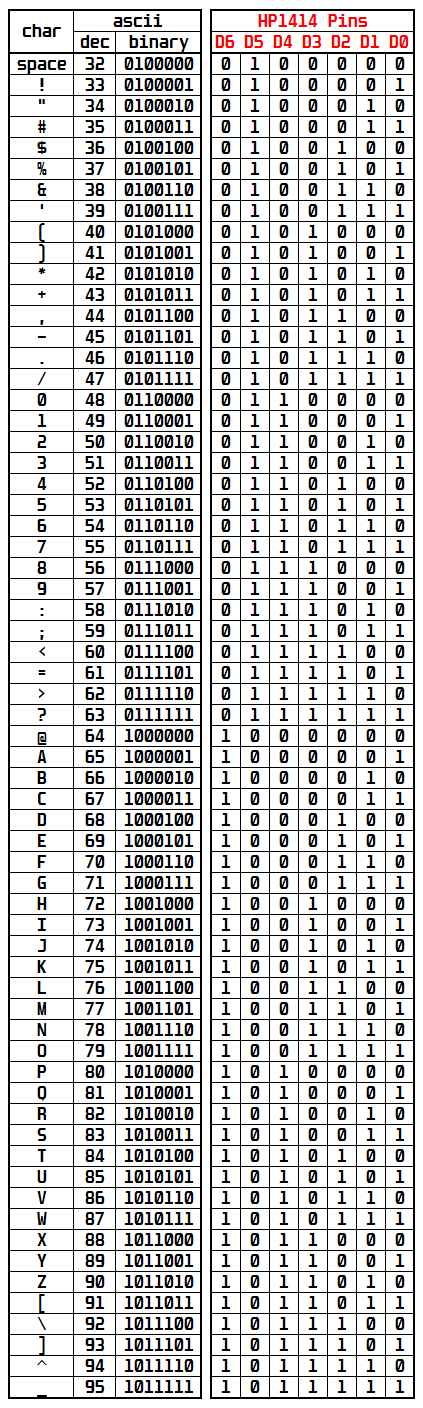 char ascii HP1414 Pins
dec binary D6 D5 D4 D3 D2 D1 D0
space 32 0100000 0 1 0 0 0 0 0
! 33 0100001 0 1 0 0 0 0 1
" 34 0100010 0 1 0 0 0 1 0
# 35 0100011 0 1 0 0 0 1 1
$ 36 0100100 0 1 0 0 1 0 0
% 37 0100101 0 1 0 0 1 0 1
& 38 0100110 0 1 0 0 1 1 0
' 39 0100111 0 1 0 0 1 1 1
( 40 0101000 0 1 0 1 0 0 0
) 41 0101001 0 1 0 1 0 0 1
* 42 0101010 0 1 0 1 0 1 0
+ 43 0101011 0 1 0 1 0 1 1
, 44 0101100 0 1 0 1 1 0 0
- 45 0101101 0 1 0 1 1 0 1
. 46 0101110 0 1 0 1 1 1 0
/ 47 0101111 0 1 0 1 1 1 1
0 48 0110000 0 1 1 0 0 0 0
1 49 0110001 0 1 1 0 0 0 1
2 50 0110010 0 1 1 0 0 1 0
3 51 0110011 0 1 1 0 0 1 1
4 52 0110100 0 1 1 0 1 0 0
5 53 0110101 0 1 1 0 1 0 1
6 54 0110110 0 1 1 0 1 1 0
7 55 0110111 0 1 1 0 1 1 1
8 56 0111000 0 1 1 1 0 0 0
9 57 0111001 0 1 1 1 0 0 1
: 58 0111010 0 1 1 1 0 1 0
; 59 0111011 0 1 1 1 0 1 1
< 60 0111100 0 1 1 1 1 0 0
= 61 0111101 0 1 1 1 1 0 1
> 62 0111110 0 1 1 1 1 1 0
? 63 0111111 0 1 1 1 1 1 1
@ 64 1000000 1 0 0 0 0 0 0
A 65 1000001 1 0 0 0 0 0 1
B 66 1000010 1 0 0 0 0 1 0
C 67 1000011 1 0 0 0 0 1 1
D 68 1000100 1 0 0 0 1 0 0
E 69 1000101 1 0 0 0 1 0 1
F 70 1000110 1 0 0 0 1 1 0
G 71 1000111 1 0 0 0 1 1 1
H 72 1001000 1 0 0 1 0 0 0
I 73 1001001 1 0 0 1 0 0 1
J 74 1001010 1 0 0 1 0 1 0
K 75 1001011 1 0 0 1 0 1 1
L 76 1001100 1 0 0 1 1 0 0
M 77 1001101 1 0 0 1 1 0 1
N 78 1001110 1 0 0 1 1 1 0
O 79 1001111 1 0 0 1 1 1 1
P 80 1010000 1 0 1 0 0 0 0
Q 81 1010001 1 0 1 0 0 0 1
R 82 1010010 1 0 1 0 0 1 0
S 83 1010011 1 0 1 0 0 1 1
T 84 1010100 1 0 1 0 1 0 0
U 85 1010101 1 0 1 0 1 0 1
V 86 1010110 1 0 1 0 1 1 0
W 87 1010111 1 0 1 0 1 1 1
X 88 1011000 1 0 1 1 0 0 0
Y 89 1011001 1 0 1 1 0 0 1
Z 90 1011010 1 0 1 1 0 1 0
[ 91 1011011 1 0 1 1 0 1 1
\ 92 1011100 1 0 1 1 1 0 0
] 93 1011101 1 0 1 1 1 0 1
^ 94 1011110 1 0 1 1 1 1 0
_ 95 1011111 1 0 1 1 1 1 1